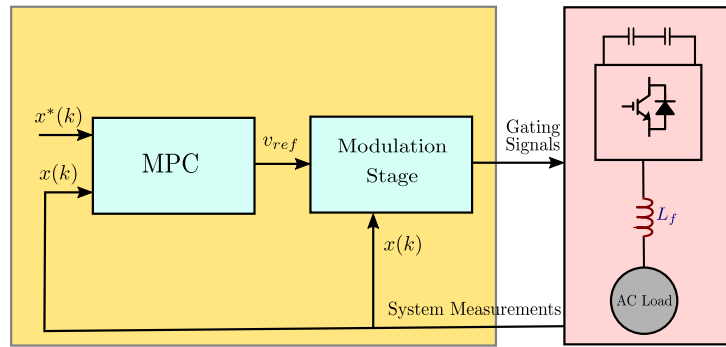 x*(k)
x(k)
MPC
v_ref
Modulation
Stage
x(k)
Gating
Signals
System Measurements
L_f
AC Load